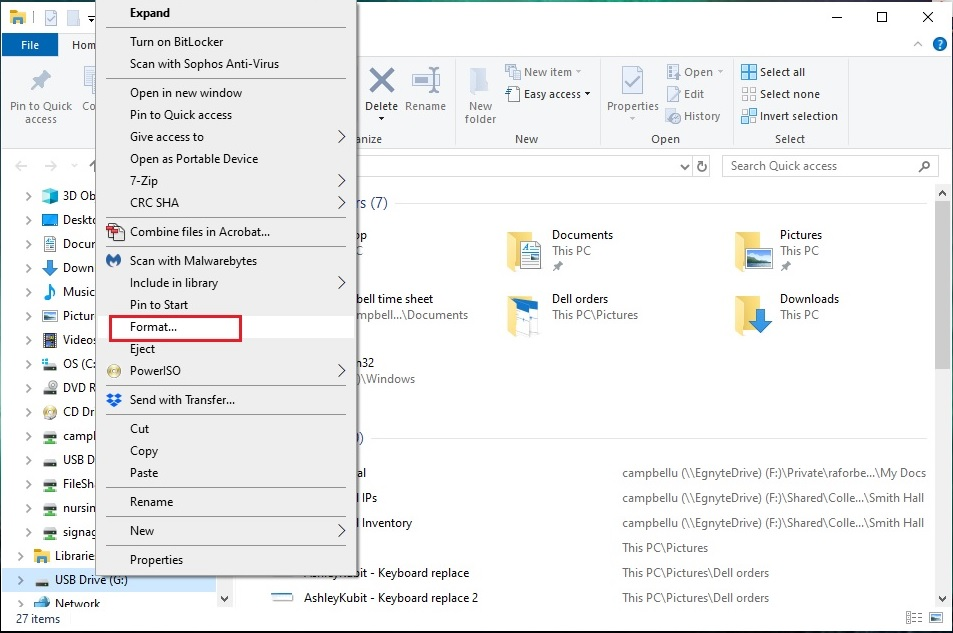 File
Hom
Pin to Quick
access
Co
Expand
Turn on BitLocker
Scan with Sophos Anti-Virus
Open in new window
Pin to Quick access
Give access to
Open as Portable Device
7-Zip
CRC SHA
Combine files in Acrobat...
Scan with Malwarebytes
Include in library
Pin to Start
Format...
Eject
PowerISO
Send with Transfer...
Cut
Copy
Paste
Rename
New
Properties
Delete
Rename
anize
New
folder
New item
Easy access
New
Properties
Open
Edit
History
Open
Select all
Select none
Invert selection
Select
Search Quick access
3D Ob
Deskto
Docur
Down
Music
Pictur
Videos
OS (C:
DVD R
CD Dr
campl
USB D
FileSha
nursin
signag
Libraries
USB Drive (G:)
Network
27 items
rs (7)
op
C
Documents
This PC
Pictures
This PC
bell time sheet
mpbell...\Documents
Dell orders
This PC\Pictures
Downloads
This PC
n32
)\Windows
)
al
campbellu (\\EgnyteDrive) (F:)\Private\raforbe...\My Docs
IPs
campbellu (\\EgnyteDrive) (F:)\Shared\Colle...\Smith Hall
Inventory
campbellu (\\EgnyteDrive) (F:)\Shared\Colle...\Smith Hall
This PC\Pictures
AshleyKubit - Keyboard replace
This PC\Pictures\Dell orders
AshleyKubit - Keyboard replace 2
This PC\Pictures\Dell orders